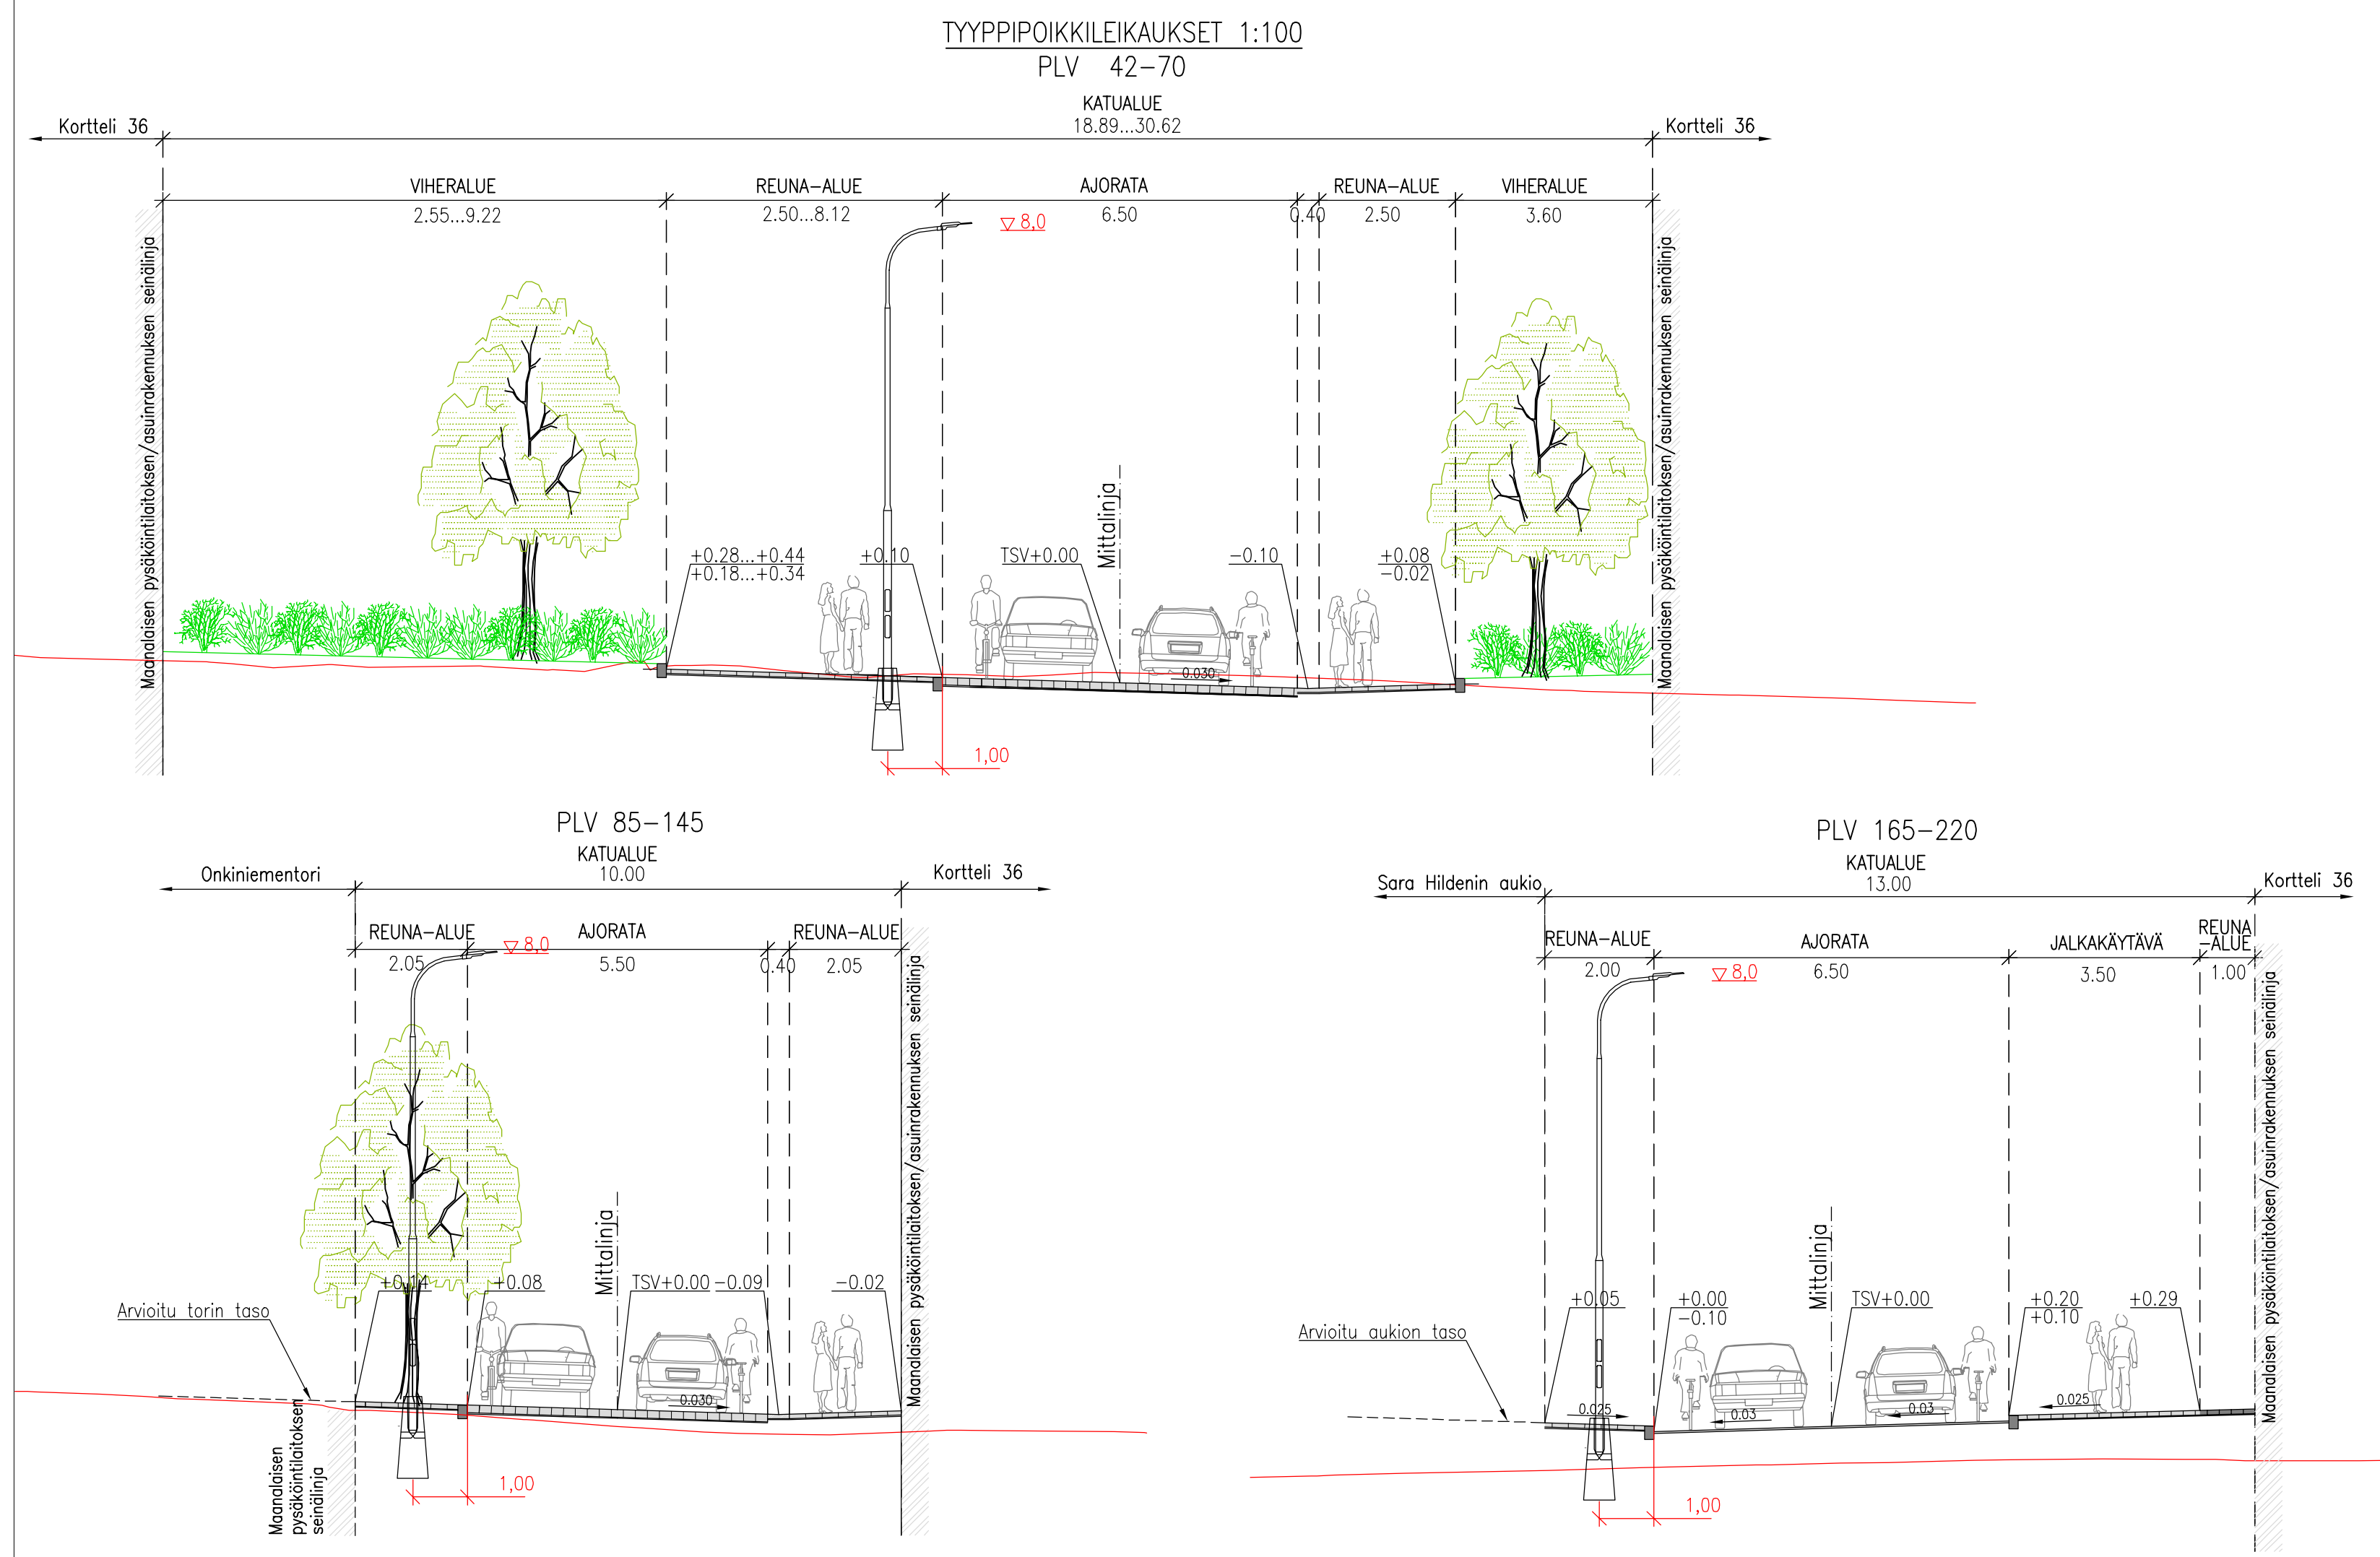 TYYPPIPOIKKILEIKAUKSET 1:100
PLV 42-70
KATUALUE
18.89...30.62
Kortteli 36
Kortteli 36
VIHERALUE
REUNA-ALUE
AJORATA
REUNA-ALUE
VIHERALUE
2.55...9.22
2.50...8.12
6.50
0.40
2.50
3.60
8,0
Maanalaisen pysäköintilaitoksen/asuinrakennuksen seinälinja
Maanalaisen pysäköintilaitoksen/asuinrakennuksen seinälinja
Mittalinja
+0.28...+0.44
+0.18...+0.34
+0.10
TSV+0.00
-0.10
+0.08
-0.02
0.030
1,00
PLV 85-145
KATUALUE
10.00
Onkiniementori
Kortteli 36
REUNA-ALUE
AJORATA
REUNA-ALUE
2.05
8,0
5.50
0.40
2.05
Maanalaisen pysäköintilaitoksen/asuinrakennuksen seinälinja
Mittalinja
+0.14
+0.08
TSV+0.00
-0.09
-0.02
Arvioitu torin taso
0.030
Maanalaisen
pysäköintilaitoksen
seinälinja
1,00
PLV 165-220
KATUALUE
13.00
Sara Hildenin aukio
Kortteli 36
REUNA-ALUE
AJORATA
JALKAKÄYTÄVÄ
REUNA
-ALUE
2.00
8,0
6.50
3.50
1.00
Maanalaisen pysäköintilaitoksen/asuinrakennuksen seinälinja
Mittalinja
+0.05
+0.00
-0.10
TSV+0.00
+0.20
+0.10
+0.29
Arvioitu aukion taso
0.025
0.03
0.03
0.025
1,00